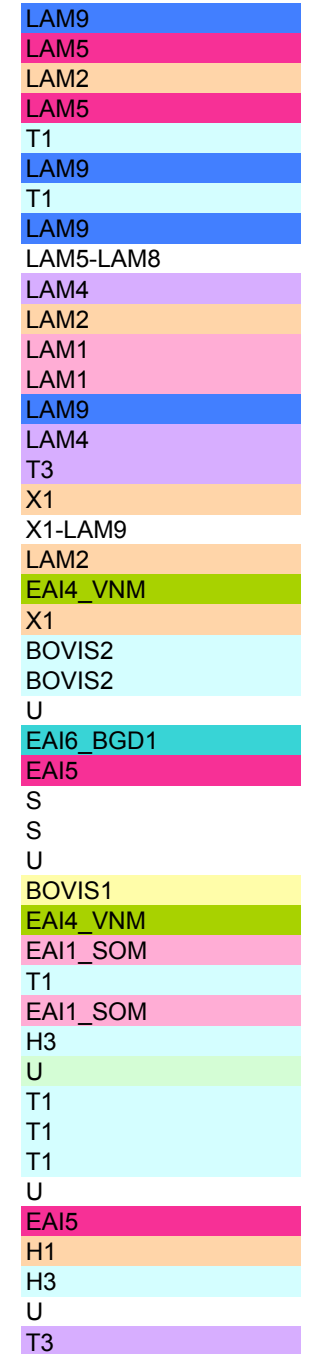 LAM9
LAM5
LAM2
LAM5
T1
LAM9
T1
LAM9
LAM5-LAM8
LAM4
LAM2
LAM1
LAM1
LAM9
LAM4
T3
X1
X1-LAM9
LAM2
EAI4_VNM
X1
BOVIS2
BOVIS2
U
EAI6_BGD1
EAI5
S
S
U
BOVIS1
EAI4_VNM
EAI1_SOM
T1
EAI1_SOM
H3
U
T1
T1
T1
U
EAI5
H1
H3
U
T3